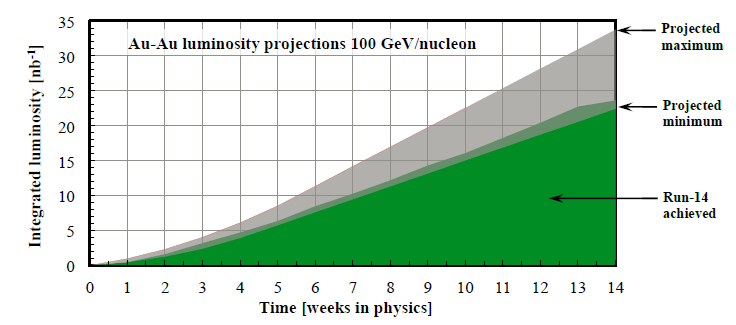 Au-Au luminosity projections 100 GeV/nucleon
Integrated luminosity [nb-1]
35
30
25
20
15
10
5
0
0 1 2 3 4 5 6 7 8 9 10 11 12 13 14
Time [weeks in physics]
Projected
maximum
Projected
minimum
Run-14
achieved